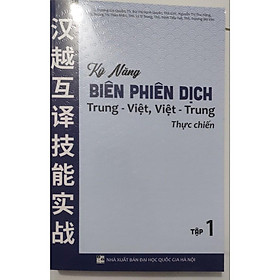 汉越互译技能实战
Kỹ Năng
BIÊN PHIÊN DỊCH
Trung - Việt, Việt - Trung
Thực chiến
TẬP 1
NHÀ XUẤT BẢN ĐẠI HỌC QUỐC GIA HÀ NỘI